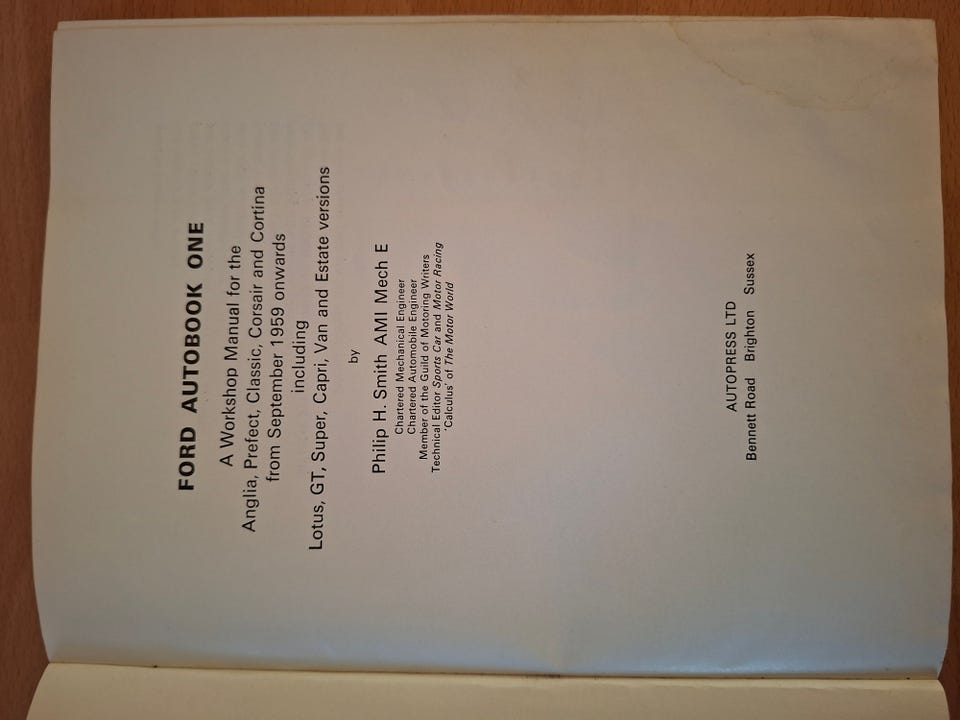 FORD AUTOBOOK ONE
A Workshop Manual for the
Anglia, Prefect, Classic, Corsair and Cortina
from September 1959 onwards
including
Lotus, GT, Super, Capri, Van and Estate versions
by
Philip H. Smith AMI Mech E
Chartered Mechanical Engineer
Chartered Automobile Engineer
Member of the Guild of Motoring Writers
Technical Editor Sports Car and Motor Racing
'Calculus' of The Motor World
AUTOPRESS LTD
Bennett Road Brighton Sussex